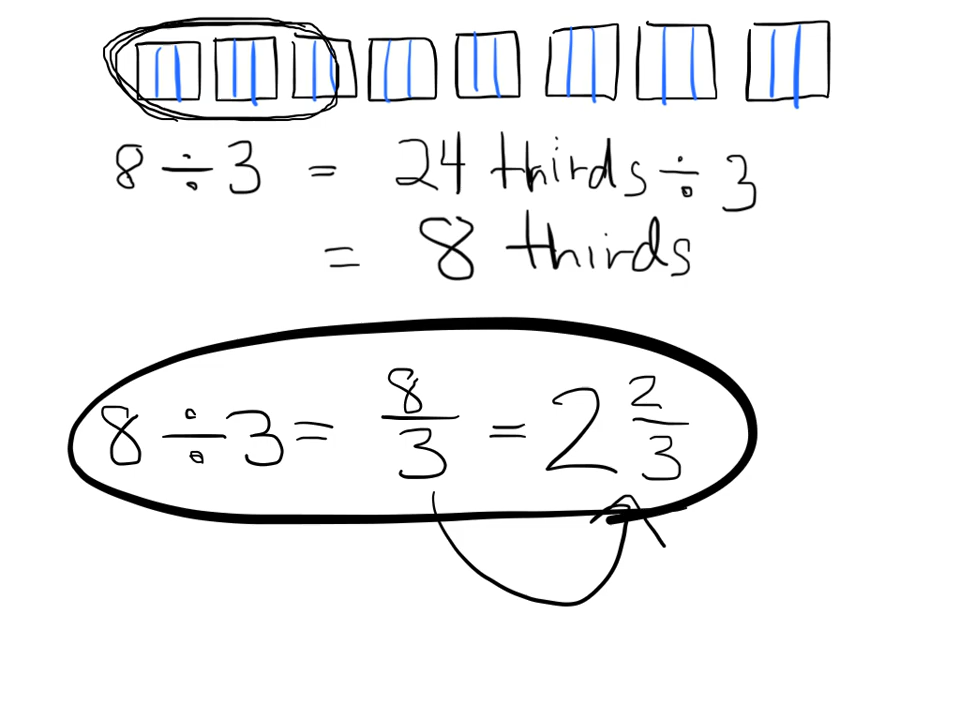 8 ÷ 3 = 24 thirds ÷ 3
= 8 thirds
8 ÷ 3 = 8/3 = 2 2/3